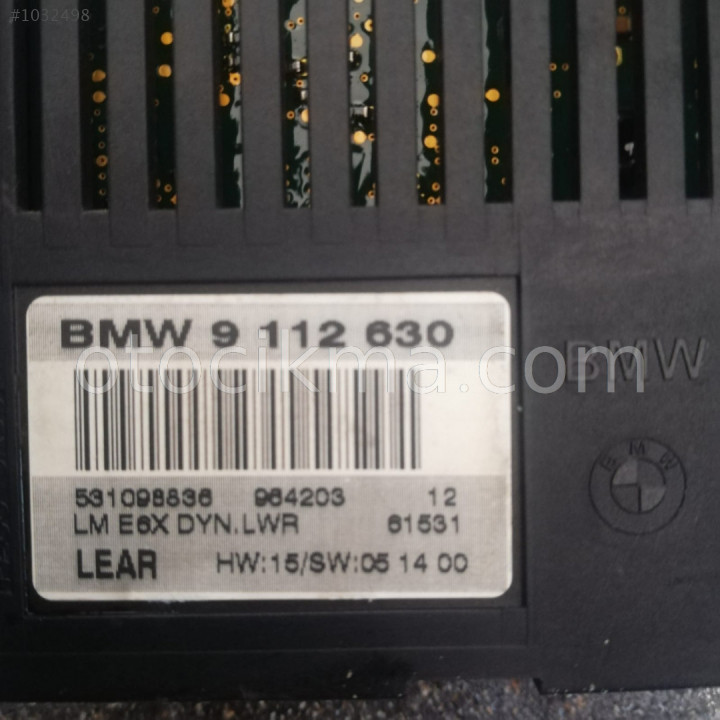 #1032498
BMW 9 112 630
otocikma.com
BMW
531098836 964203 12
LM E6X DYN.LWR 61531
LEAR HW:15/SW:05 14 00
BMW